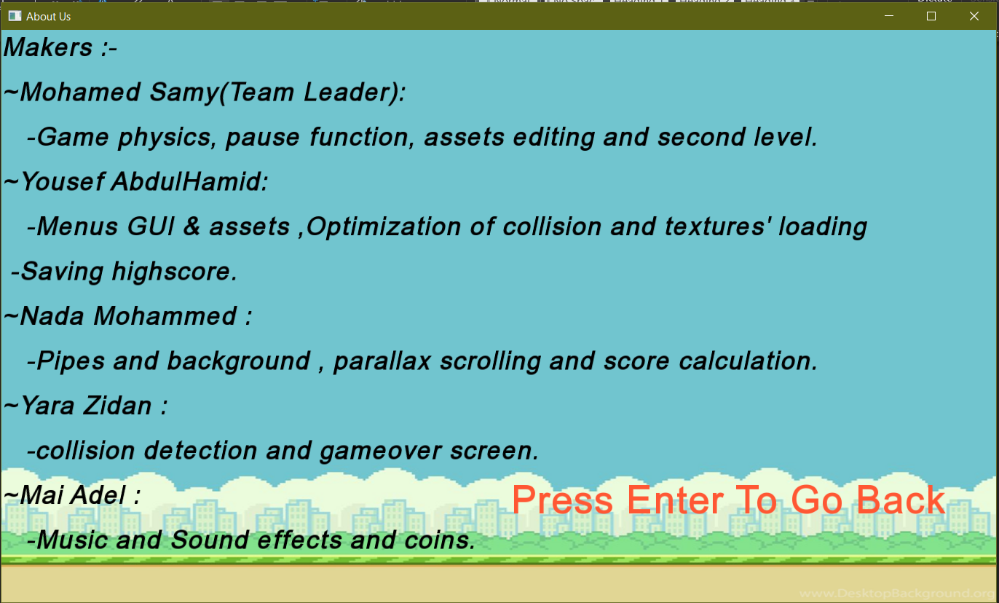 About Us
Makers :-
~Mohamed Samy(Team Leader):
-Game physics, pause function, assets editing and second level.
~Yousef AbdulHamid:
-Menus GUI & assets ,Optimization of collision and textures' loading
-Saving highscore.
~Nada Mohammed :
-Pipes and background , parallax scrolling and score calculation.
~Yara Zidan :
-collision detection and gameover screen.
~Mai Adel :
Press Enter To Go Back
-Music and Sound effects and coins.
www.DesktopBackground.org